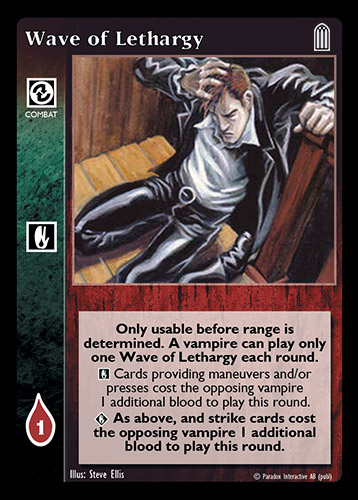 Wave of Lethargy
COMBAT
Only usable before range is
determined. A vampire can play only
one Wave of Lethargy each round.
Cards providing maneuvers and/or
presses cost the opposing vampire
1 additional blood to play this round.
As above, and strike cards cost
the opposing vampire 1 additional
blood to play this round.
1
Illus: Steve Ellis
© Paradox Interactive AB (publ)